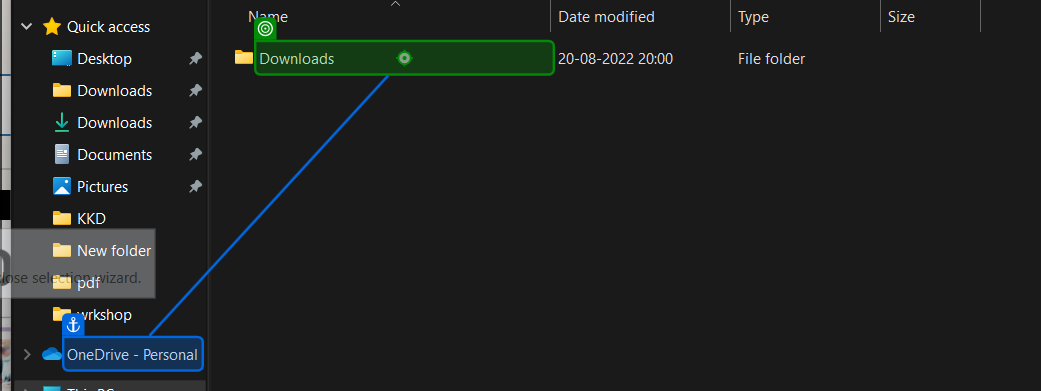 Name
Date modified
Type
Size
Quick access
Desktop
Downloads
Downloads
Documents
Pictures
KKD
New folder
lose selection wizard.
pdf
wrkshop
OneDrive - Personal
This PC
Downloads
20-08-2022 20:00
File folder